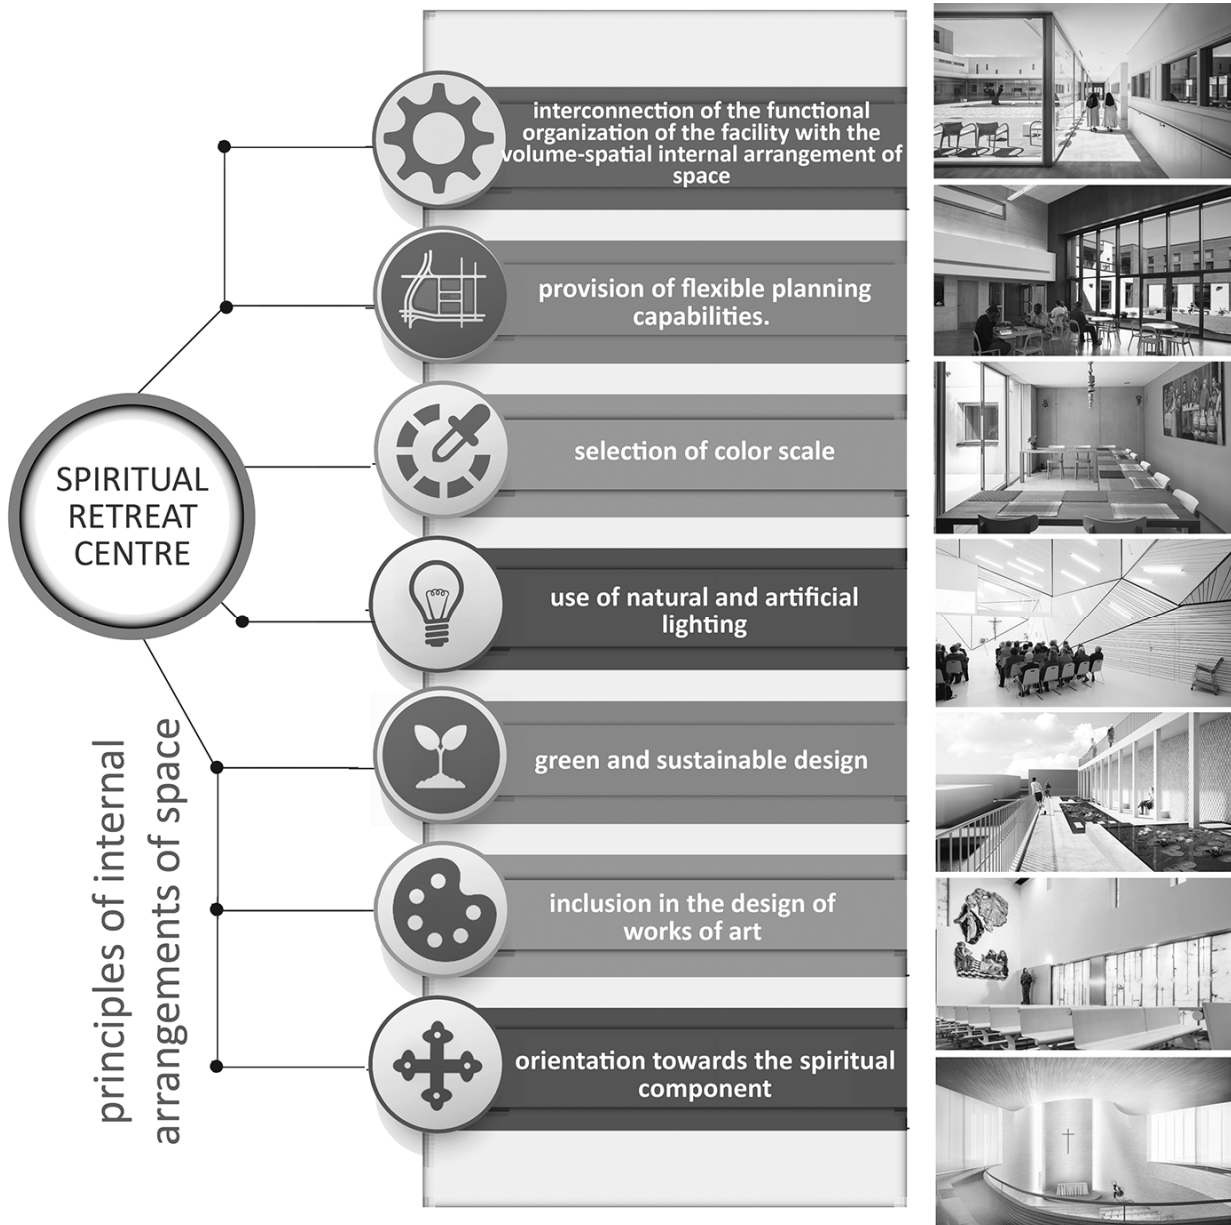 SPIRITUAL
RETREAT
CENTRE
principles of internal
arrangements of space
interconnection of the functional
organization of the facility with the
volume-spatial internal arrangement of
space
provision of flexible planning
capabilities.
selection of color scale
use of natural and artificial
lighting
green and sustainable design
inclusion in the design of
works of art
orientation towards the spiritual
component